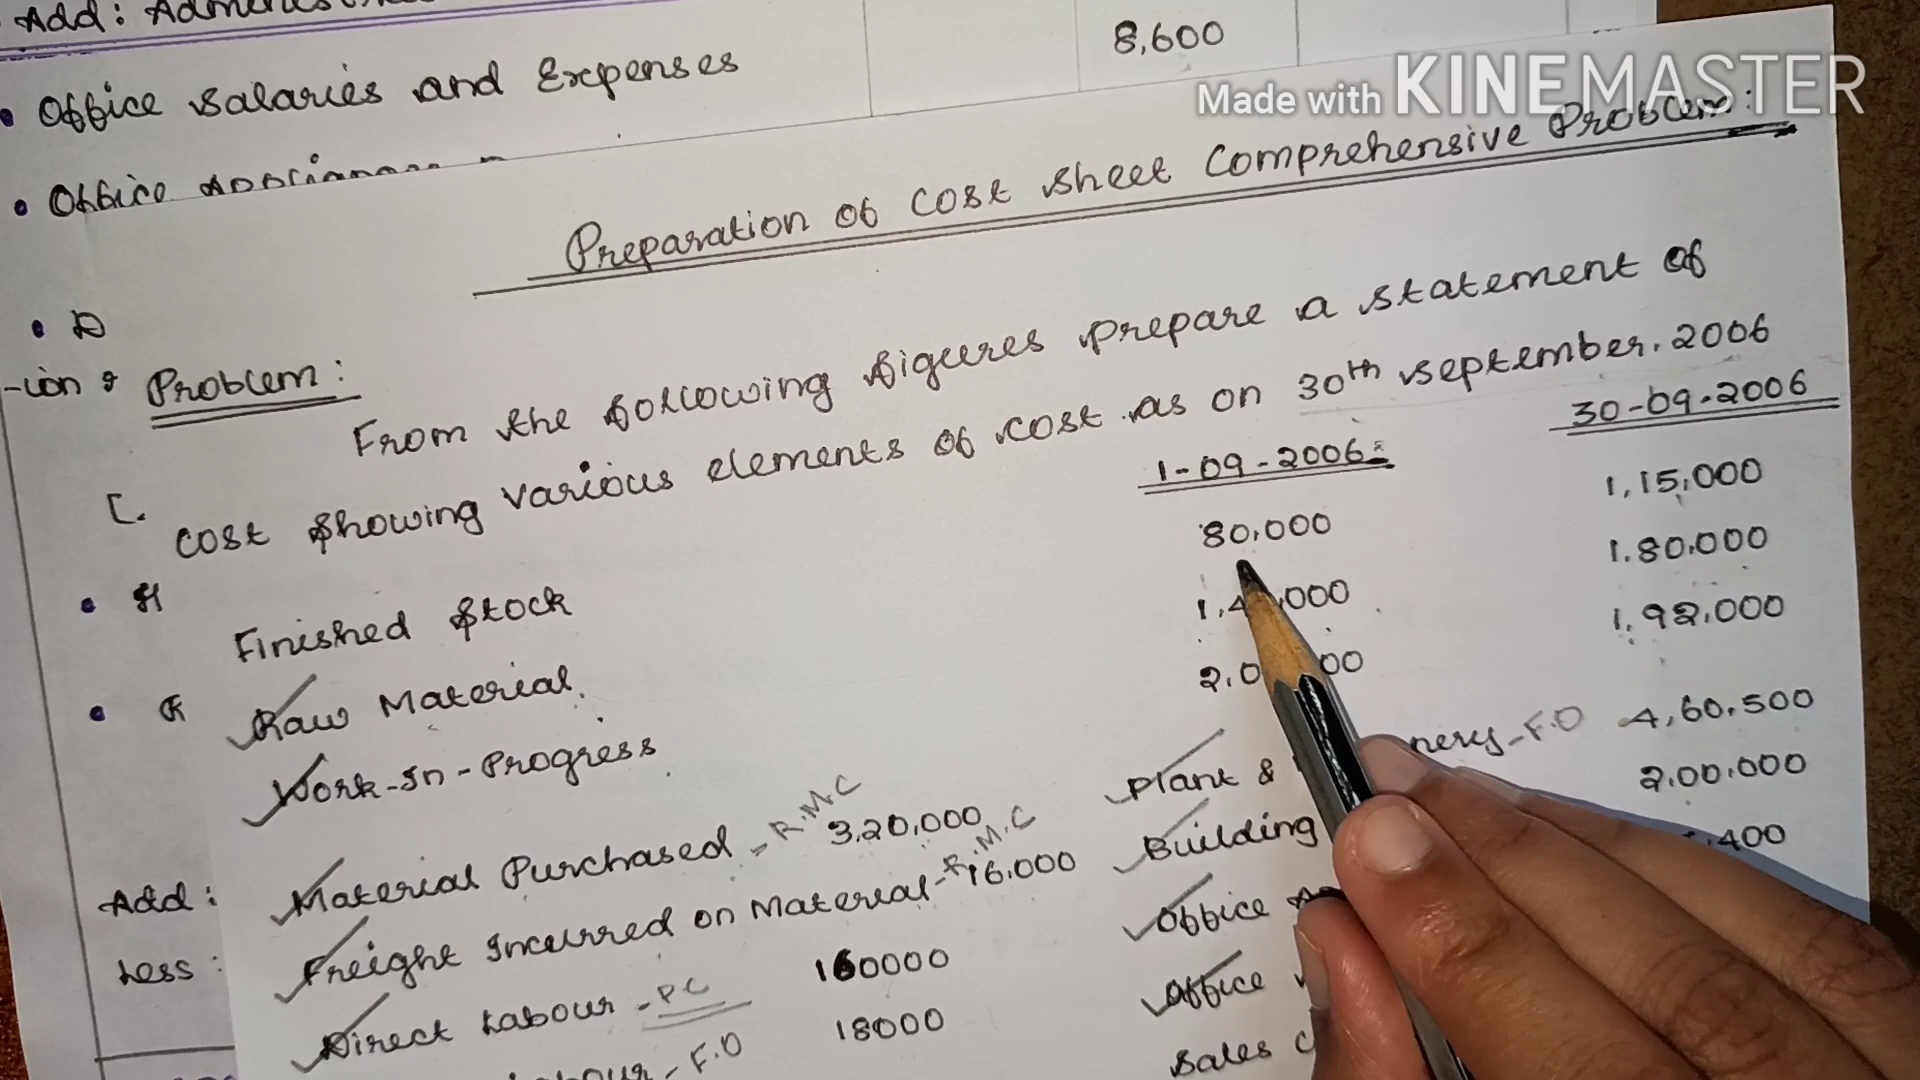 Add:
8,600
Office Salaries and Expenses
Made with KINEMASTER
Office
Preparation of Cost Sheet Comprehensive Problem:
D
-ion &
Problem:
From the following figures prepare a statement of
cost showing various elements of cost as on 30th September. 2006
1-09-2006 30-09-2006
Finished Stock 80,000 1,15,000
Raw Material. 1.80.000
Work-In-Progress 1,92,000
Material Purchased - R.M.C 3,20,000 Plant & F.O 4,60,500
Freight Incurred on Material - R.M.C 16,000 Building 2,00,000
Direct Labour - PC 160000 Office
F.O 18000 Office
Sales
Add:
Less: